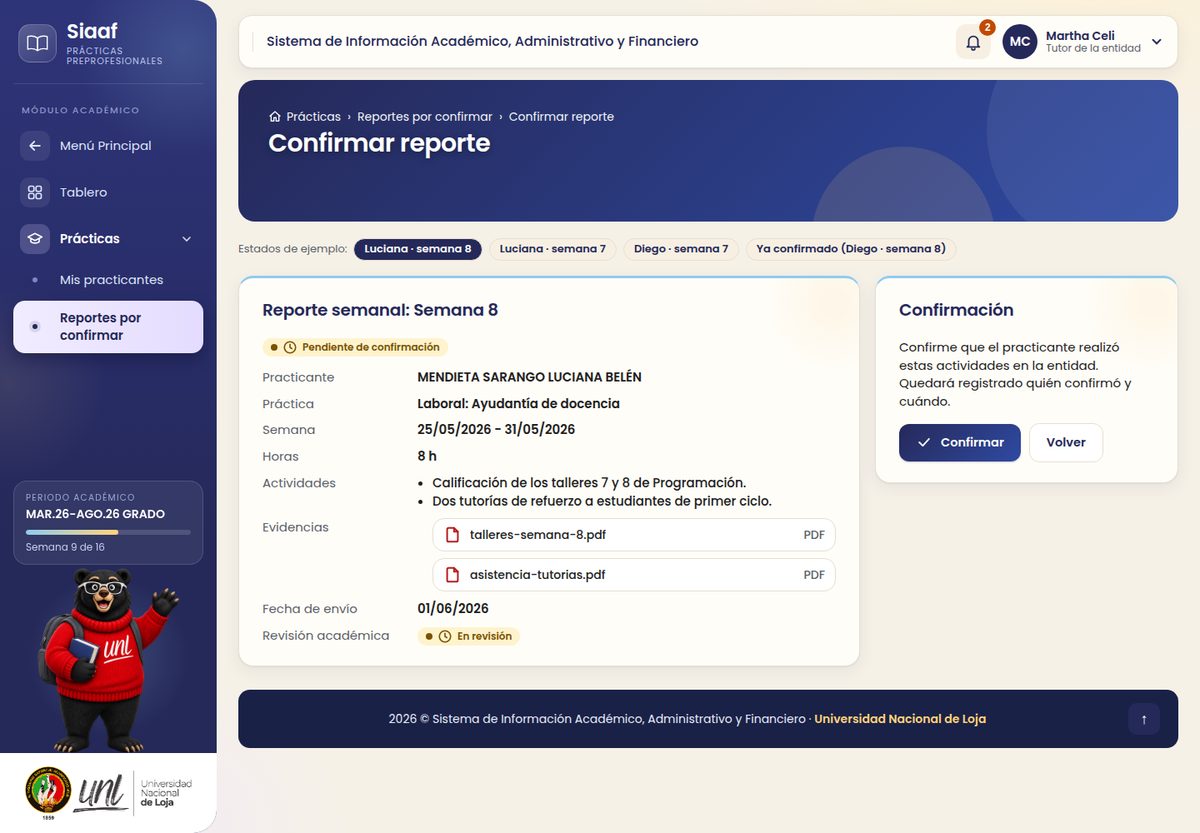 Siaaf
PRÁCTICAS
PREPROFESIONALES
MÓDULO ACADÉMICO
Menú Principal
Tablero
Prácticas
Mis practicantes
Reportes por
confirmar
PERIODO ACADÉMICO
MAR.26-AGO.26 GRADO
Semana 9 de 16
unl
1859
unl
Universidad
Nacional
de Loja
Sistema de Información Académico, Administrativo y Financiero
2
MC
Martha Celi
Tutor de la entidad
Prácticas › Reportes por confirmar › Confirmar reporte
Confirmar reporte
Estados de ejemplo: Luciana · semana 8 Luciana · semana 7 Diego · semana 7 Ya confirmado (Diego · semana 8)
Reporte semanal: Semana 8
Pendiente de confirmación
Practicante MENDIETA SARANGO LUCIANA BELÉN
Práctica Laboral: Ayudantía de docencia
Semana 25/05/2026 - 31/05/2026
Horas 8 h
Actividades • Calificación de los talleres 7 y 8 de Programación.
• Dos tutorías de refuerzo a estudiantes de primer ciclo.
Evidencias talleres-semana-8.pdf PDF
asistencia-tutorias.pdf PDF
Fecha de envío 01/06/2026
Revisión académica En revisión
Confirmación
Confirme que el practicante realizó
estas actividades en la entidad.
Quedará registrado quién confirmó y
cuándo.
Confirmar Volver
2026 © Sistema de Información Académico, Administrativo y Financiero · Universidad Nacional de Loja
↑